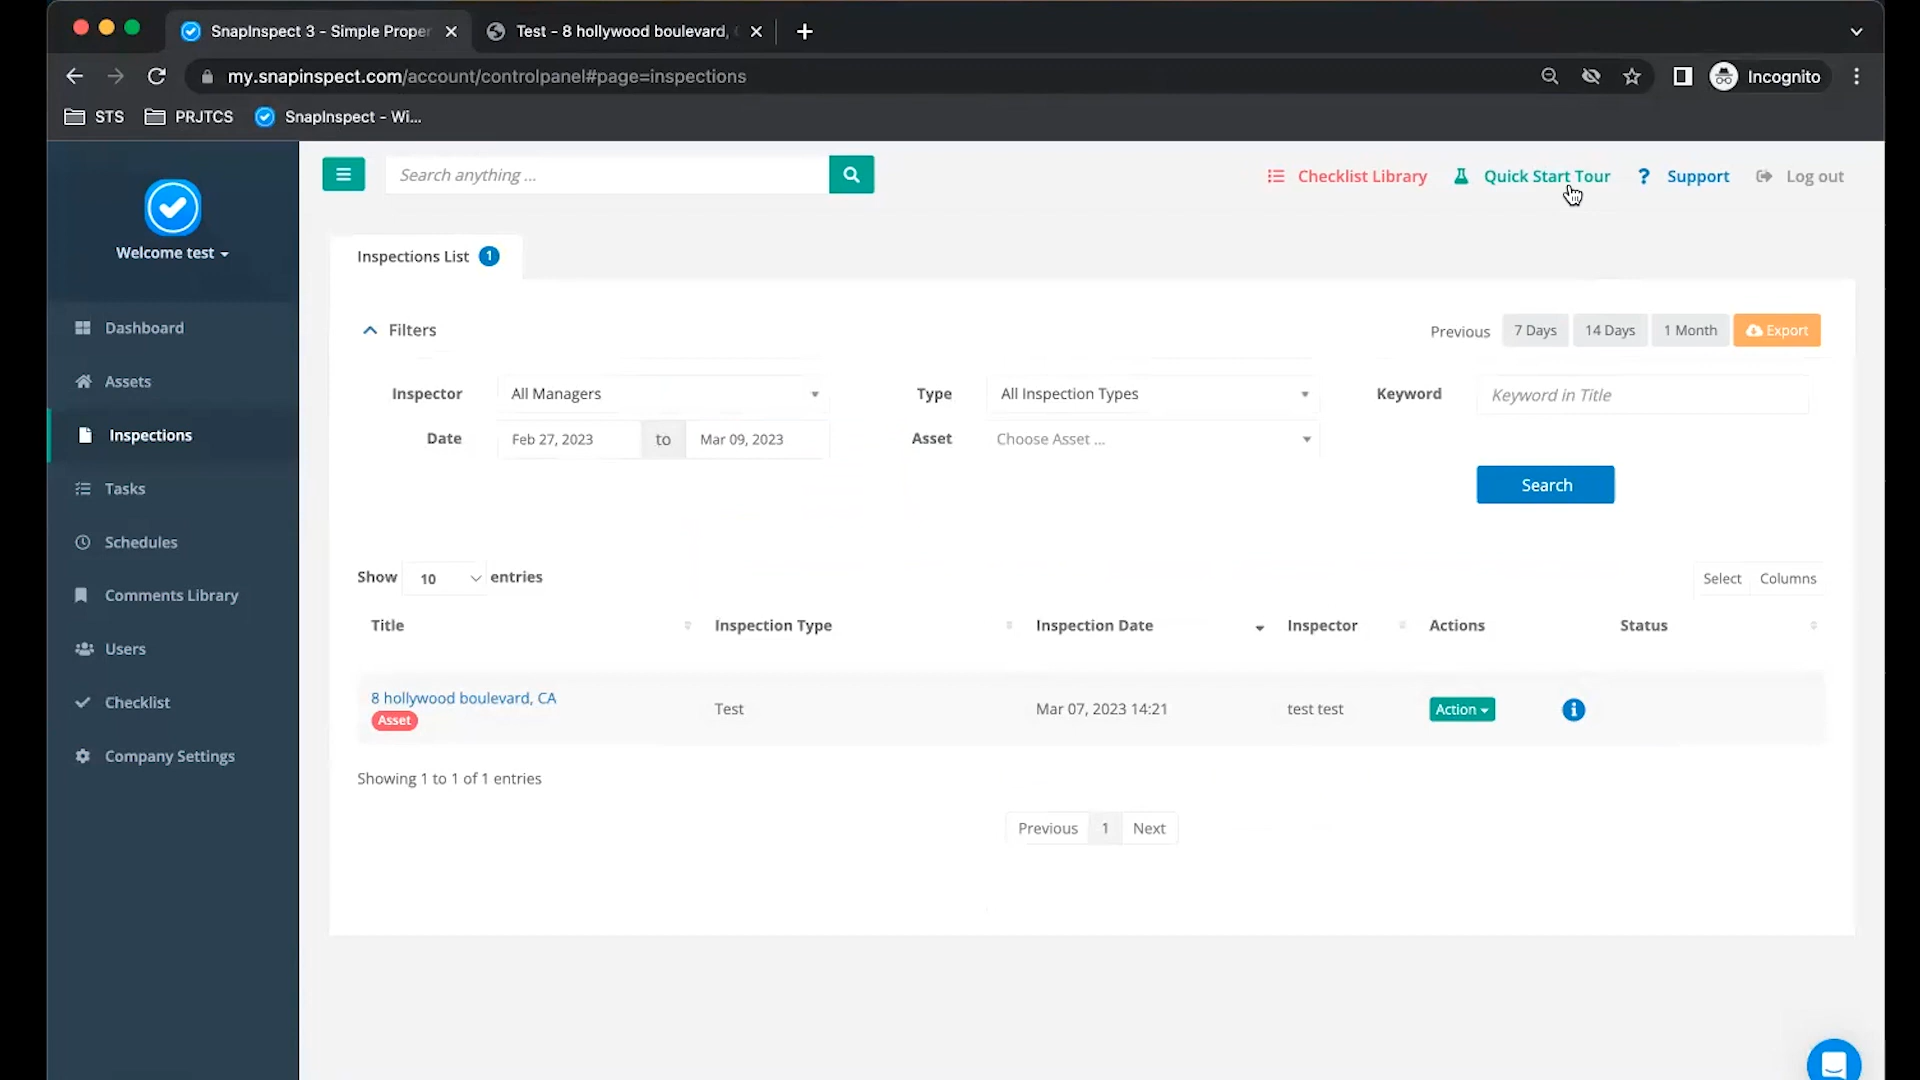 SnapInspect 3 - Simple Proper
Test - 8 hollywood boulevard,
my.snapinspect.com/account/controlpanel#page=inspections
Incognito
STS
PRJTCS
SnapInspect - Wi...
Search anything ...
Checklist Library
Quick Start Tour
? Support
Log out
Welcome test
Dashboard
Assets
Inspections
Tasks
Schedules
Comments Library
Users
Checklist
Company Settings
Inspections List 1
Filters
Previous 7 Days 14 Days 1 Month Export
Inspector All Managers Type All Inspection Types Keyword Keyword in Title
Date Feb 27, 2023 to Mar 09, 2023 Asset Choose Asset ...
Search
Show 10 entries
Select Columns
Title Inspection Type Inspection Date Inspector Actions Status
8 hollywood boulevard, CA
Asset
Test Mar 07, 2023 14:21 test test Action i
Showing 1 to 1 of 1 entries
Previous 1 Next